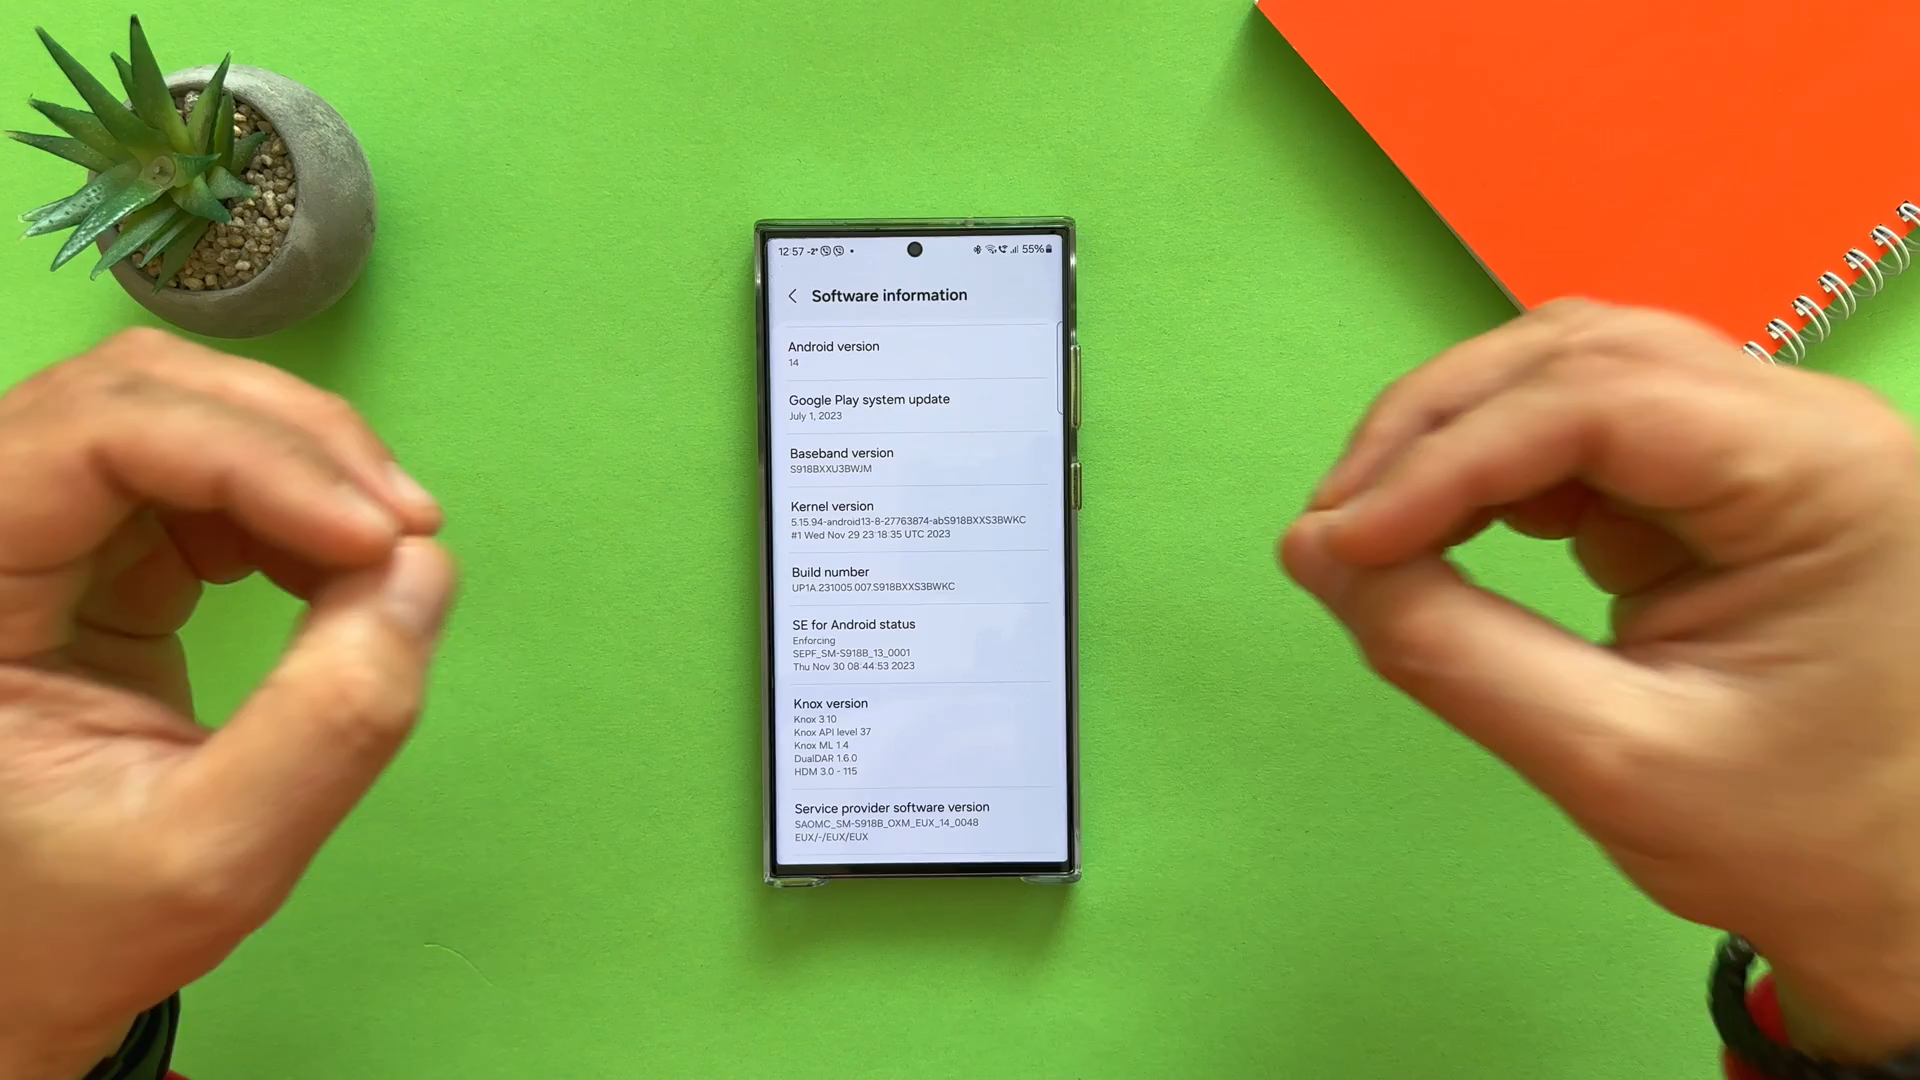 12:57 -2° 55%
Software information
Android version
14
Google Play system update
July 1, 2023
Baseband version
S918BXXU3BWJM
Kernel version
5.15.94-android13-8-27763874-abS918BXXS3BWKC
#1 Wed Nov 29 23:18:35 UTC 2023
Build number
UP1A.231005.007.S918BXXS3BWKC
SE for Android status
Enforcing
SEPF_SM-S918B_13_0001
Thu Nov 30 08:44:53 2023
Knox version
Knox 3.10
Knox API level 37
Knox ML 1.4
DualDAR 1.6.0
HDM 3.0 - 115
Service provider software version
SAOMC_SM-S918B_OXM_EUX_14_0048
EUX/-/EUX/EUX